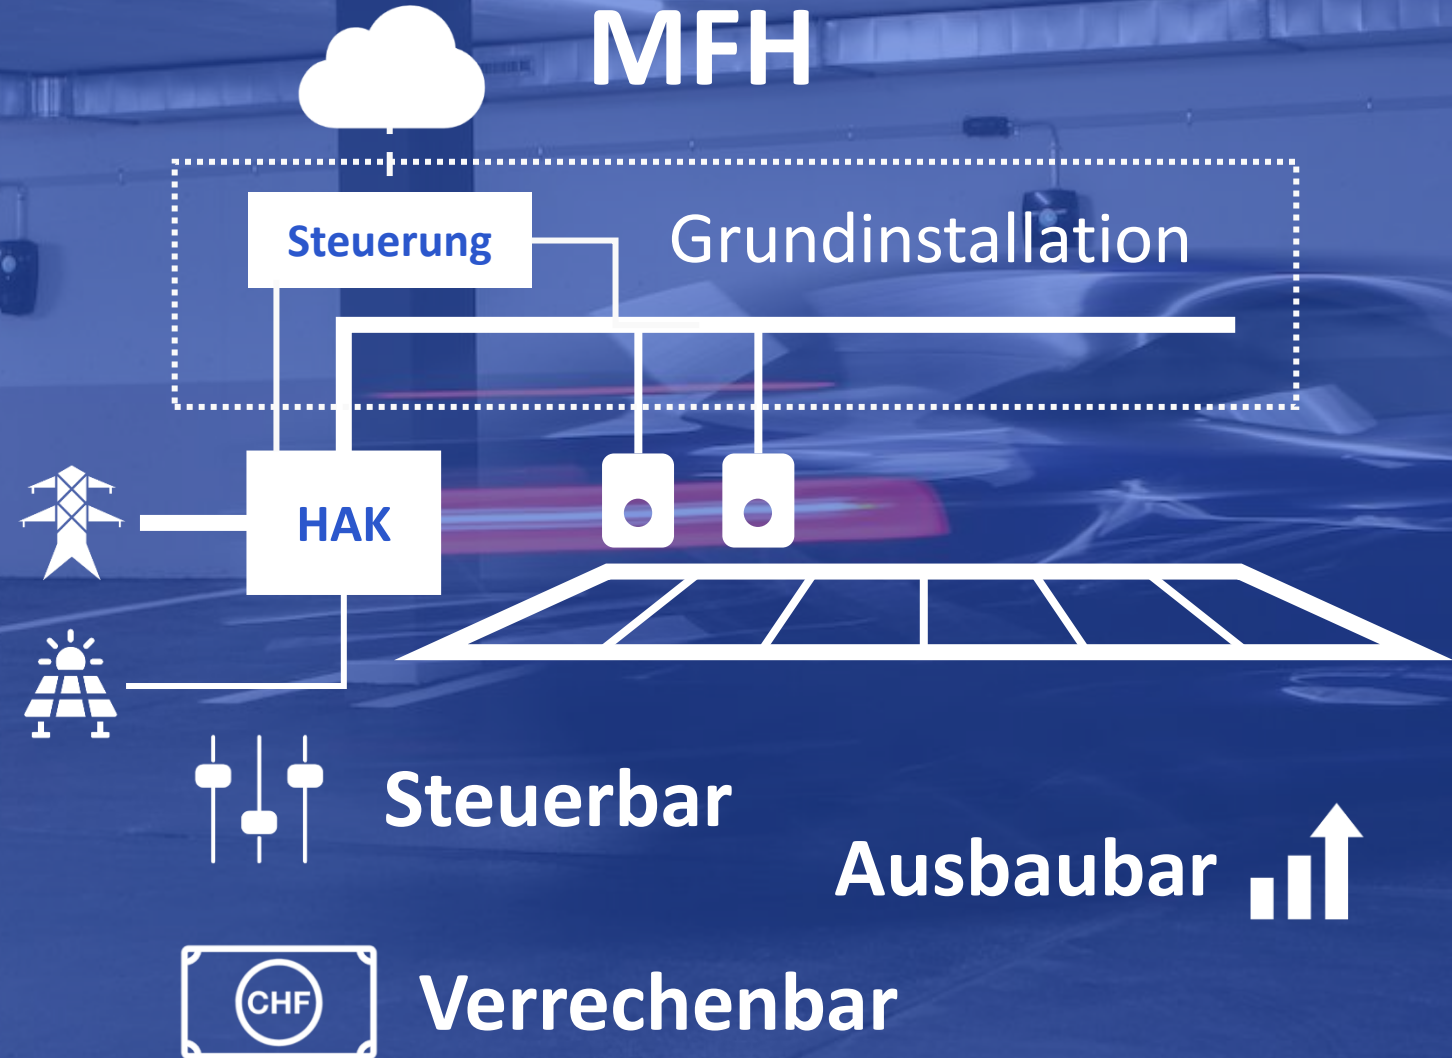 MFH
Steuerung
Grundinstallation
HAK
Steuerbar
Ausbaubar
CHF
Verrechenbar